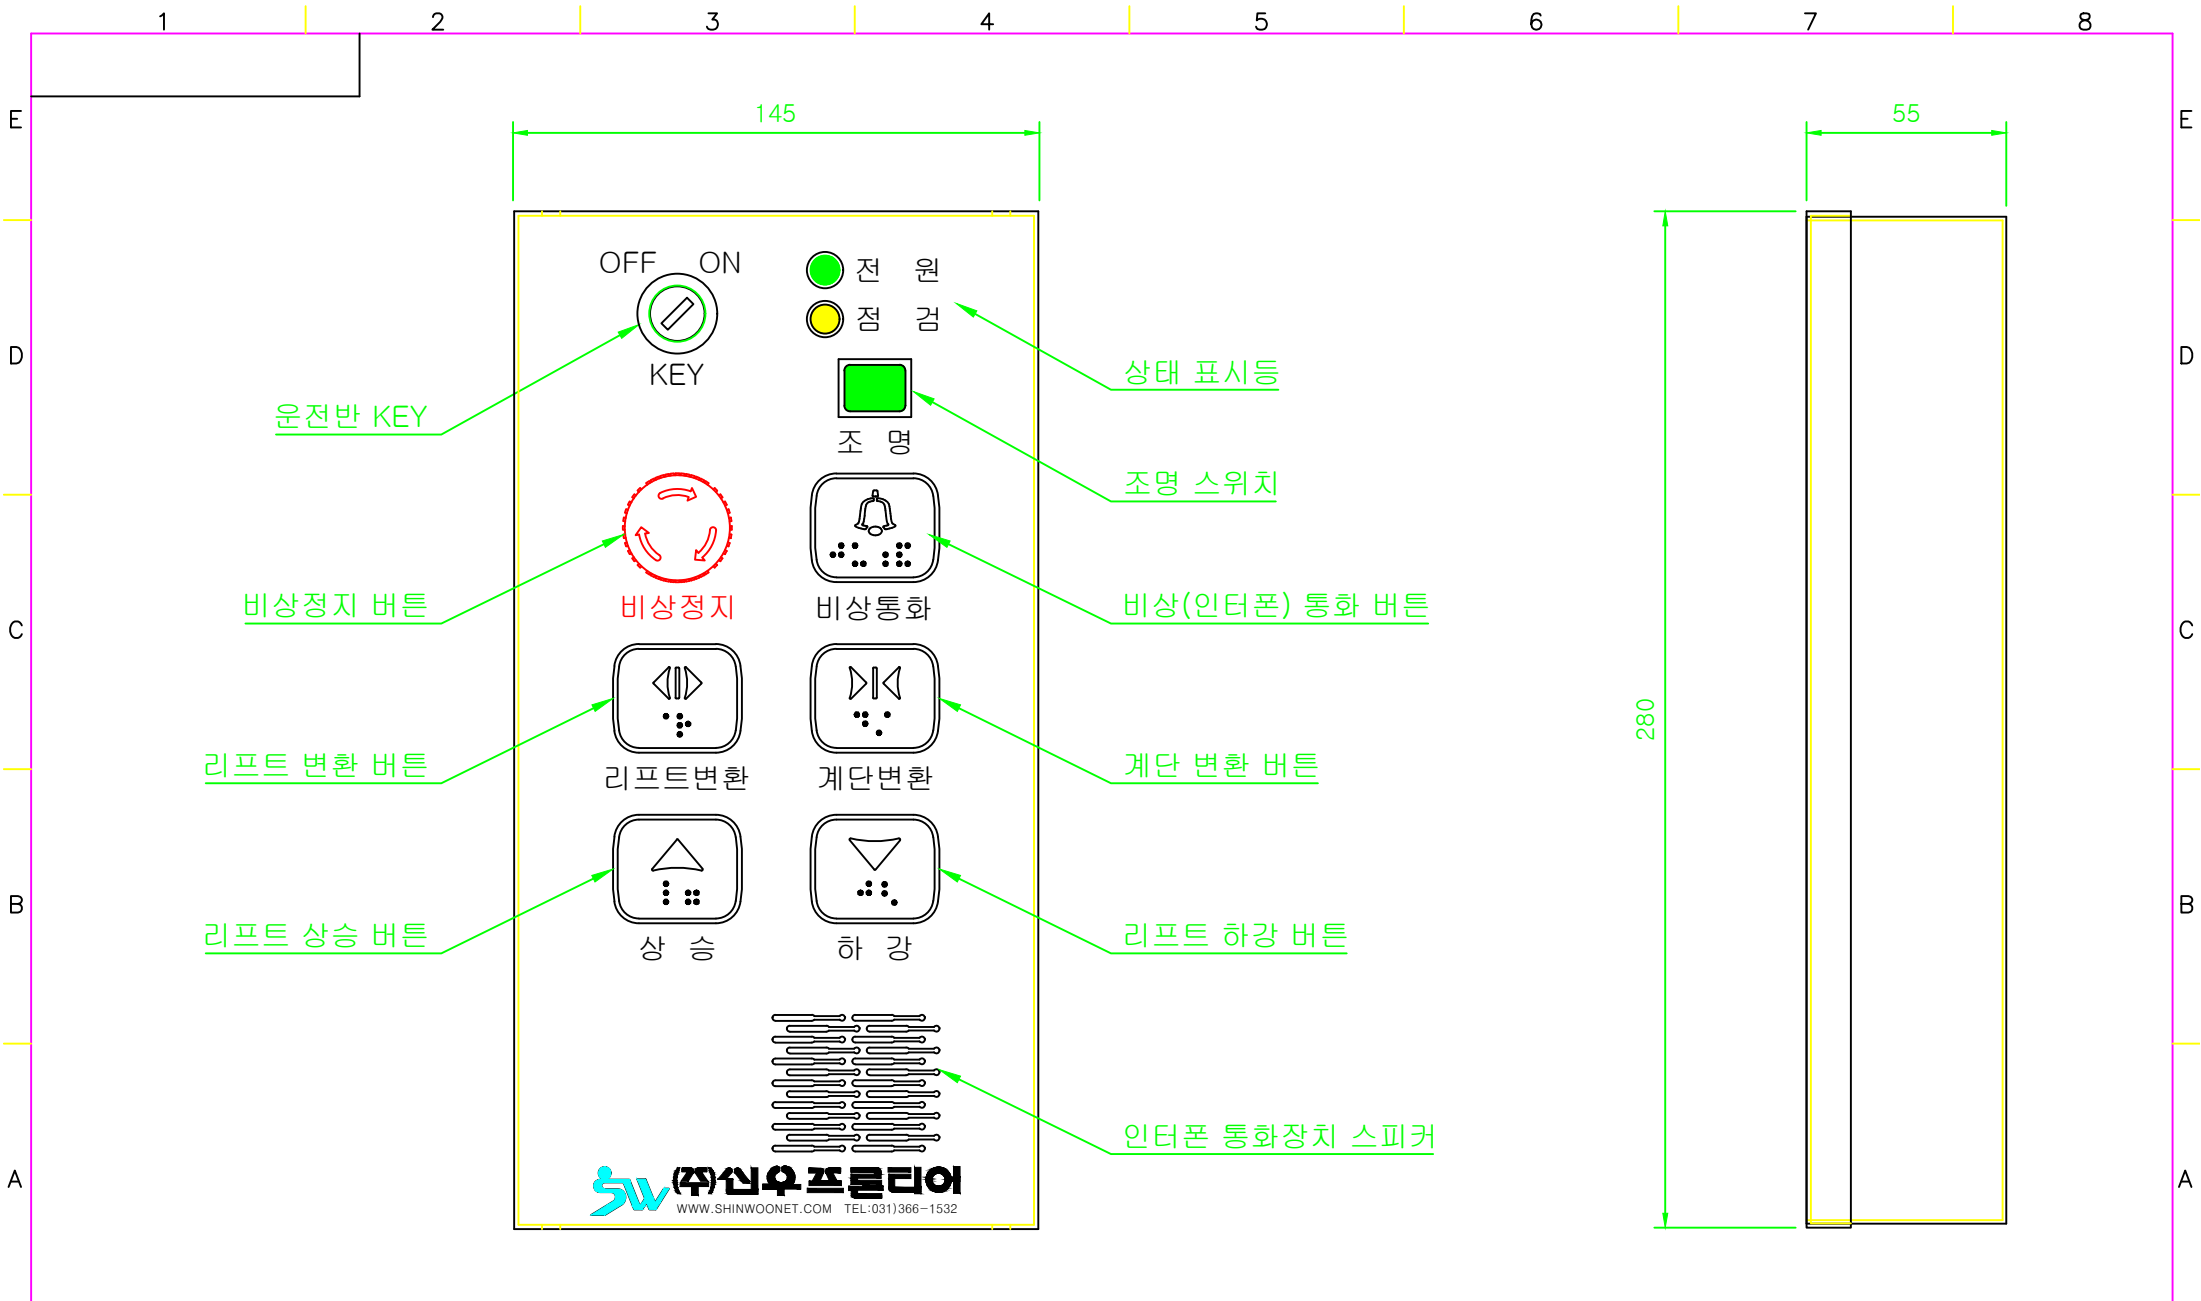 1 2 3 4 5 6 7 8
E E
145 55
OFF ON
전 원
점 검
D D
KEY
상태 표시등
운전반 KEY
조 명
조명 스위치
비상정지 버튼
비상정지
비상통화
비상(인터폰) 통화 버튼
C C
280
리프트 변환 버튼
리프트변환
계단변환
계단 변환 버튼
B B
리프트 상승 버튼
상 승
하 강
리프트 하강 버튼
인터폰 통화장치 스피커
A A
SW (주)신우프론티어
WWW.SHINWOONET.COM TEL:031)366-1532